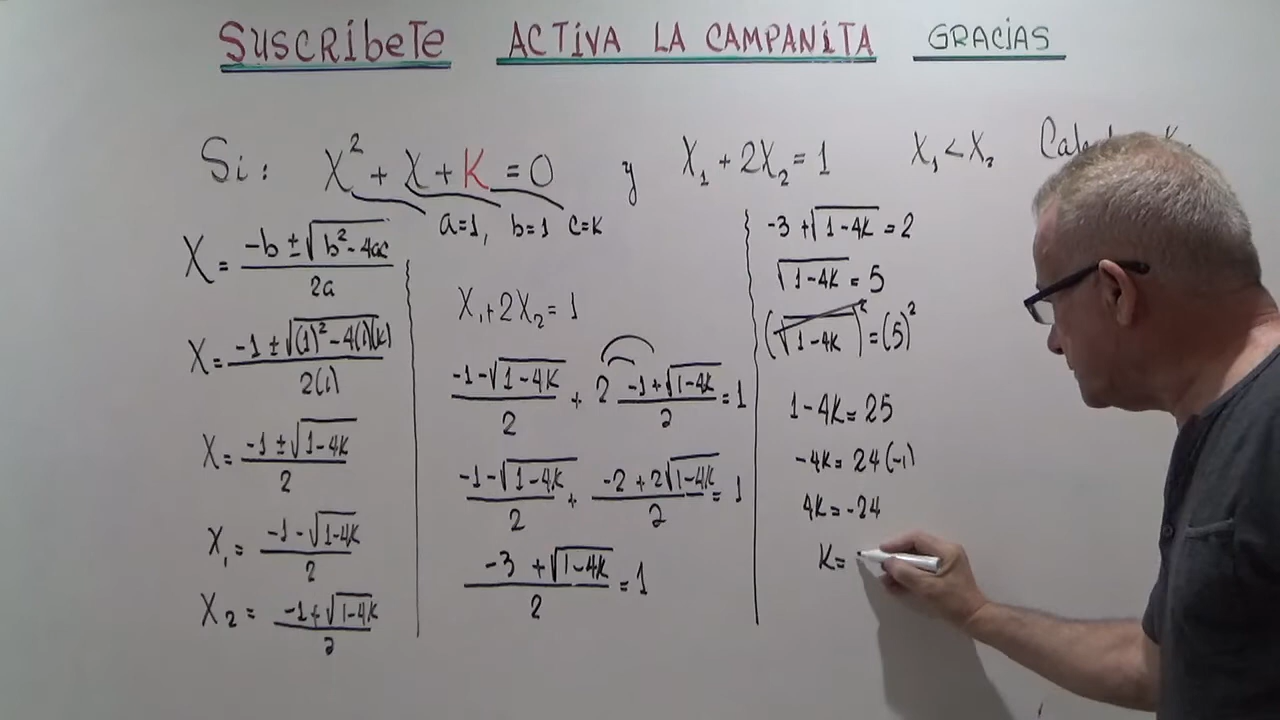 SUSCRÍBETE ACTIVA LA CAMPANITA GRACIAS
Si: X² + X + K = 0 y X₁ + 2X₂ = 1 X₁ < X₂
a=1, b=1 c=K
X = (-b ± √(b² - 4ac)) / 2a
X = (-1 ± √((1)² - 4(1)(K))) / 2(1)
X = (-1 ± √(1-4K)) / 2
X₁ = (-1 - √(1-4K)) / 2
X₂ = (-1 + √(1-4K)) / 2
X₁ + 2X₂ = 1
(-1 - √(1-4K)) / 2 + 2 (-1 + √(1-4K)) / 2 = 1
(-1 - √(1-4K)) / 2 + (-2 + 2√(1-4K)) / 2 = 1
(-3 + √(1-4K)) / 2 = 1
-3 + √(1-4K) = 2
√(1-4K) = 5
(√(1-4K))² = (5)²
1-4K = 25
-4K = 24 (-1)
4K = -24
K =